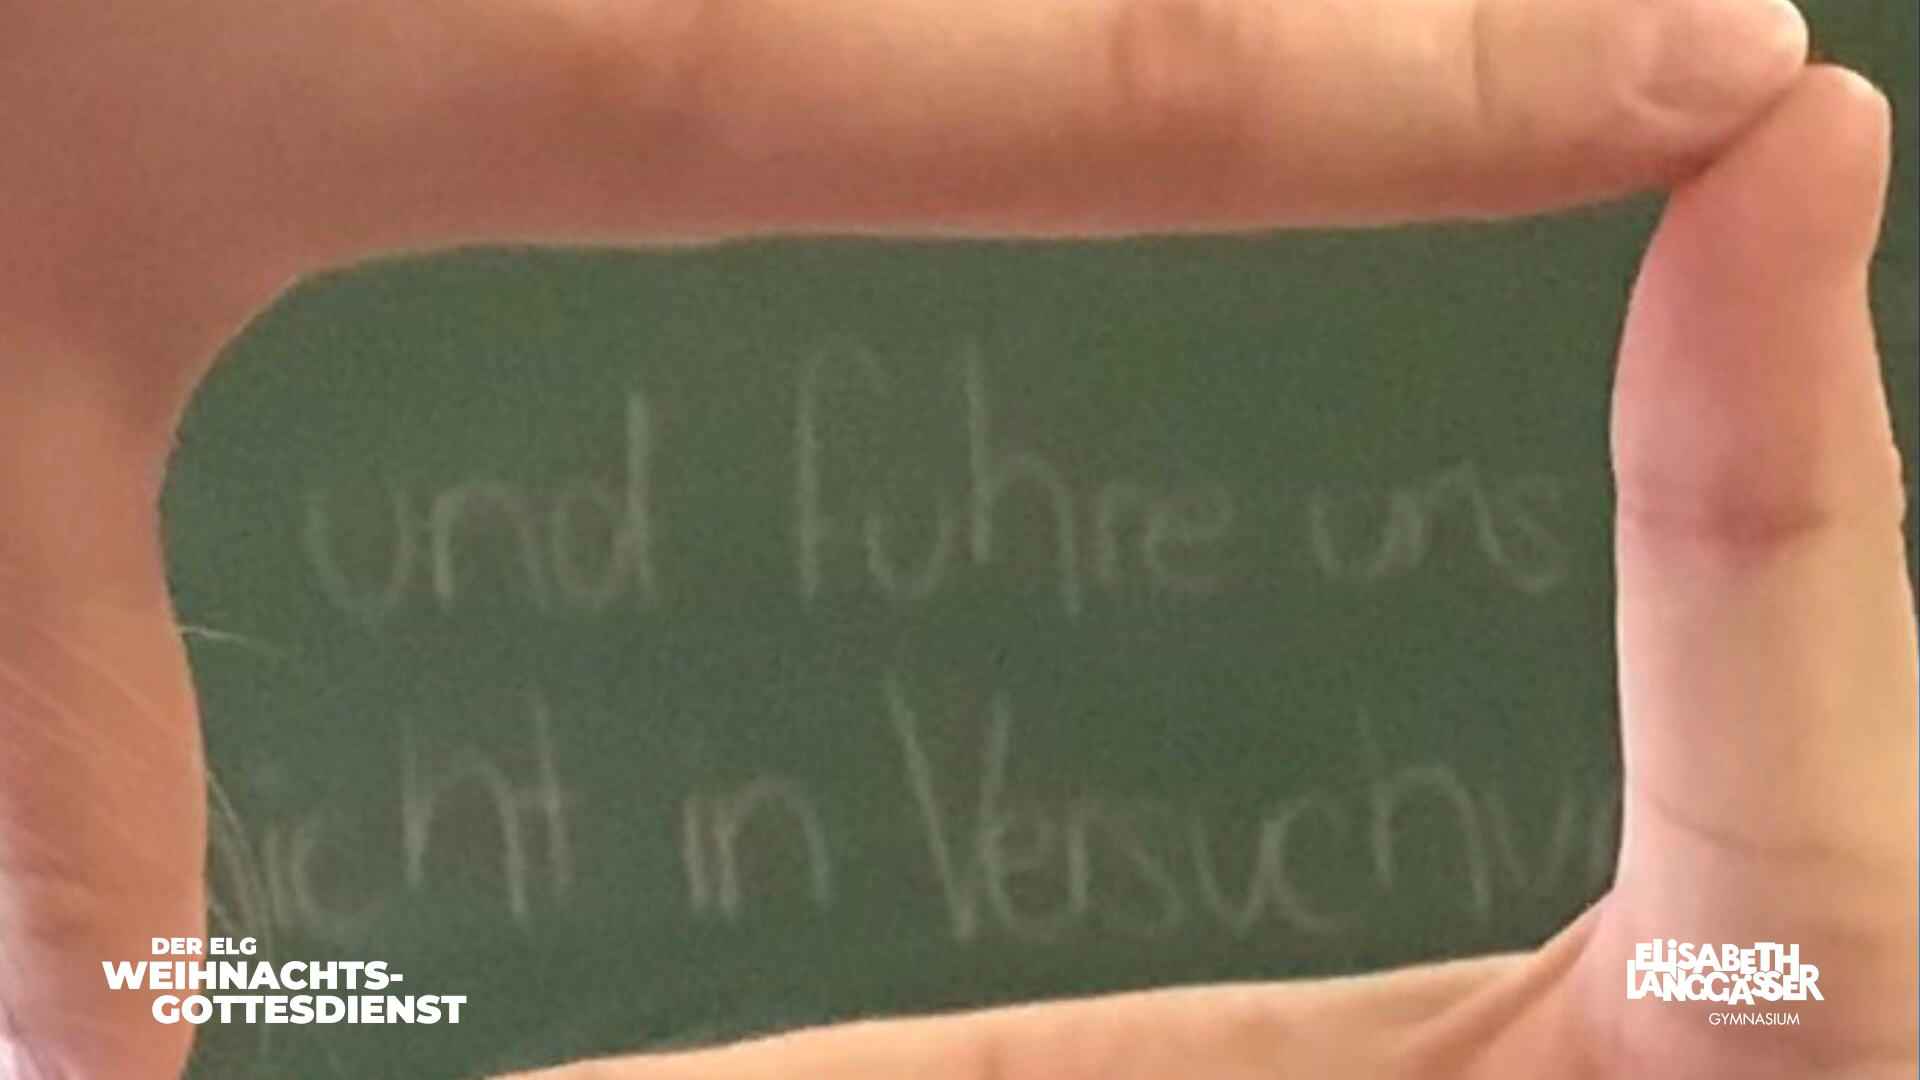 und fuhre uns
icht in Versuchu
DER ELG
WEIHNACHTS-
GOTTESDIENST
ELiSABETH
LANGGÄSSER
GYMNASIUM